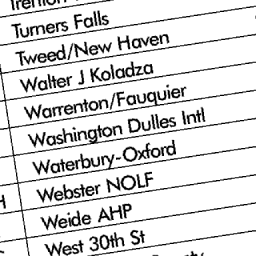 Turners Falls
Tweed/New Haven
Walter J Koladza
Warrenton/Fauquier
Washington Dulles Intl
Waterbury-Oxford
H Webster NOLF
Weide AHP
West 30th St